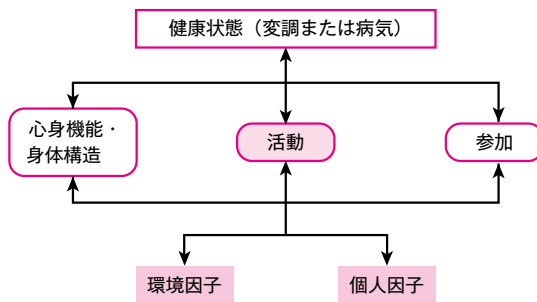 健康状態（変調または病気）
心身機能・
身体構造
活動
参加
環境因子
個人因子